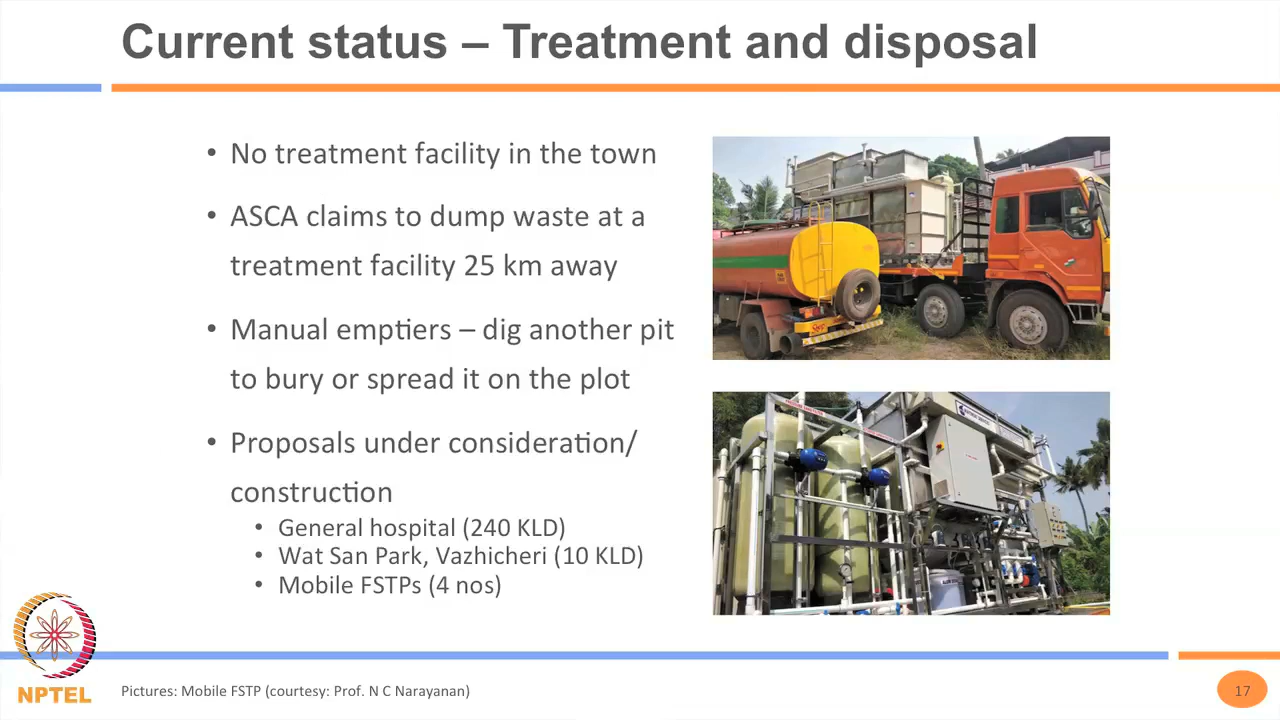 Current status – Treatment and disposal
• No treatment facility in the town
• ASCA claims to dump waste at a
treatment facility 25 km away
• Manual emptiers – dig another pit
to bury or spread it on the plot
• Proposals under consideration/
construction
• General hospital (240 KLD)
• Wat San Park, Vazhicheri (10 KLD)
• Mobile FSTPs (4 nos)
NPTEL
Pictures: Mobile FSTP (courtesy: Prof. N C Narayanan)
17